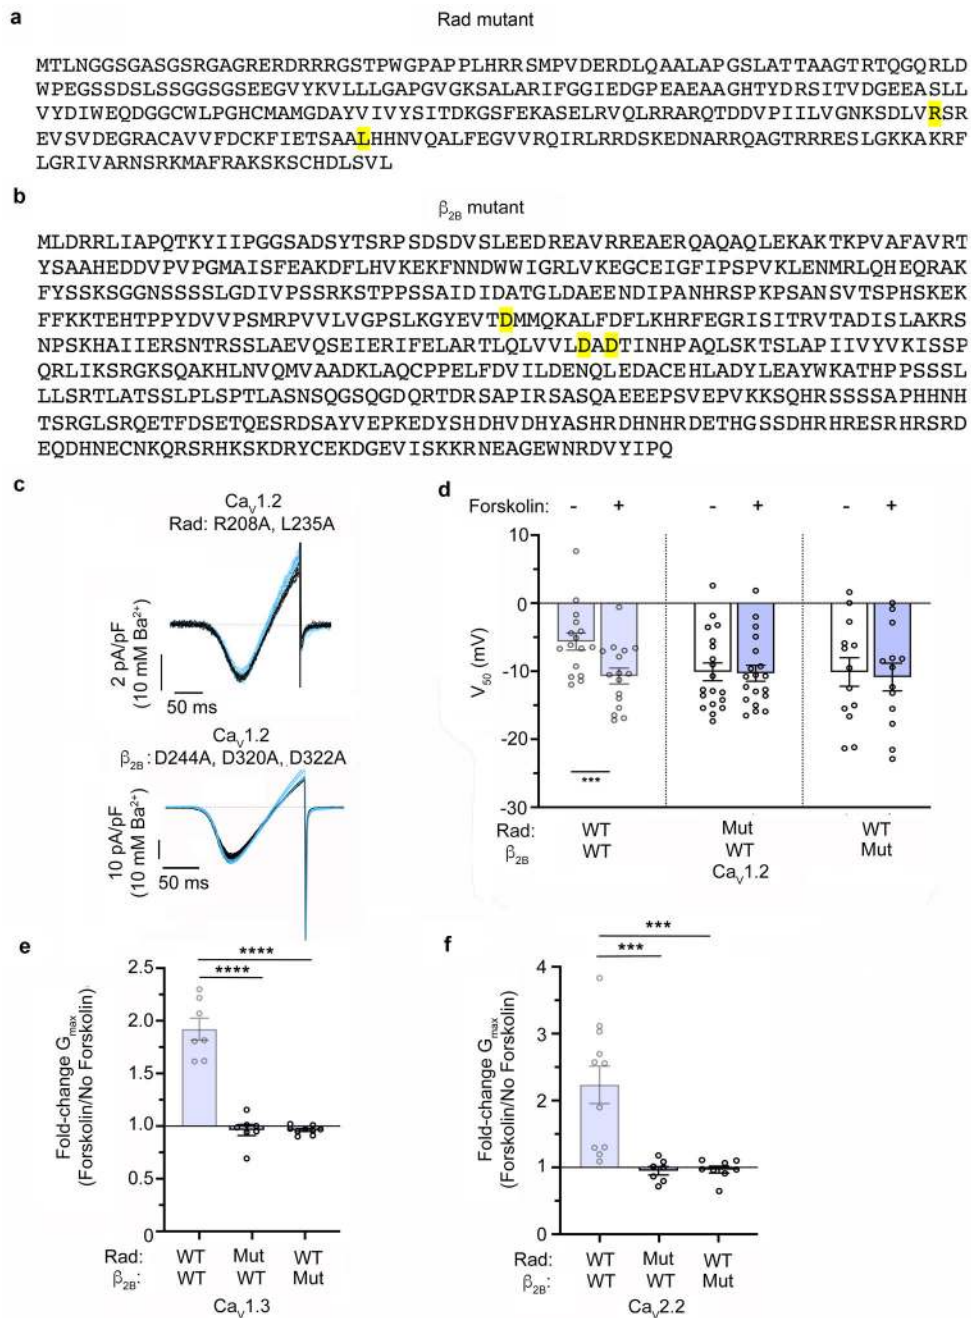 a
Rad mutant
MTLNGGSGASGSRGAGRERDRRRGSTPWGPAPPLHRRSMPVDERDLQAALAPGSLATTAAGTRTQGQRLD
WPEGSSDSLSSGGSGSEEGVYKVLLLGAPGVGKSALARIFGGIEDGPEAEAAGHTYDRSITVDGEEASLL
VYDIWEQDGGCWLPGHCMAMGDAYVIVYSITDKGSFEKASELRVQLRRARQTDDVPIILVGNKSDLVRSR
EVSVDEGRACAVVFDCKFIETSAALHHNVQALFEGVVRQIRLRRDSKEDNARRQAGTRRRESLGKKAKRF
LGRIVARNSRKMAFRAKSKSCHDLSVL
b
β2B mutant
MLDRRLIAPQTKYIIPGGSADSYTSRPSDSDVSLEEDREAVRREAERQAQAQLEKAKTKPVAFAVRT
YSAAHEDDVPVPGMAISFEAKDFLHVKEKFNNDWWIGRLVKEGCEIGFIPSPVKLENMRLQHEQRAK
FYSSKSGGNSSSSLGDIVPSSRKSTPPSSAIDIDATGLDAEENDIPANHRSPKPSANSVTSPHSKEK
FFKKTEHTPPYDVVPSMRPVVLVGPSLKGYEVTDMMQKALFDFLKHRFEGRISITRVTADISLAKRS
NPSKHAIIERSNTRSSLAEVQSEIERIFELARTLQLVVLDADTINHPAQLSKTSLAPIIVYVKISSP
QRLIKSRGKSQAKHLNVQMVAADKLAQCPPELFDVILDENQLEDACEHLADYLEAYWKATHPPSSSL
LLSRTLATSSLPLSPTLASNSQGSQGDQRTDRSAPIRSASQAEEEPSVEPVKKSQHRSSSSAPHHNH
TSRGLSRQETFDSETQESRDSAYVEPKEDYSHDHVDHYASHRDHNHRDETHGSSDHRHRESRHRSRD
EQDHNECNKQRSRHKSKDRYCEKDGEVISKKRNEAGEWNRDVYIPQ
c
CaV1.2
Rad: R208A, L235A
2 pA/pF
(10 mM Ba2+)
50 ms
CaV1.2
β2B: D244A, D320A, D322A
10 pA/pF
(10 mM Ba2+)
50 ms
d
Forskolin: - + - + - +
V50 (mV)
10
0
-10
-20
-30
***
Rad: WT Mut WT
β2B WT WT Mut
CaV1.2
e
Fold-change Gmax
(Forskolin/No Forskolin)
2.5
2.0
1.5
1.0
0.5
0
****
****
Rad: WT Mut WT
β2B: WT WT Mut
CaV1.3
f
Fold-change Gmax
(Forskolin/No Forskolin)
4
3
2
1
0
***
***
Rad: WT Mut WT
β2B: WT WT Mut
CaV2.2